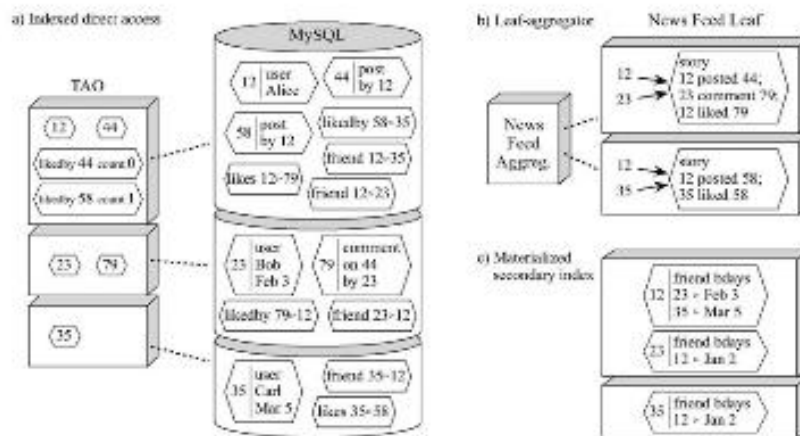 a) Indexed direct access
MySQL
TAO
12 44
likedby 44 count 0
likedby 58 count 1
23 79
35
12 user
Alice
44 post
by 12
58 post
by 12
likedby 58-35
friend 12-35
likes 12-79
friend 12-23
23 user
Bob
Feb 3
79 comment
on 44
by 23
likedby 79-12
friend 23-12
35 user
Carl
Mar 5
friend 35-12
likes 35-58
b) Leaf-aggregator
News Feed Leaf
News
Feed
Aggreg.
12
23
story
12 posted 44;
23 comment 79;
12 liked 79
12
35
story
12 posted 58;
35 liked 58
c) Materialized
secondary index
12 friend bdays
23 - Feb 3
35 - Mar 5
23 friend bdays
12 - Jan 2
35 friend bdays
12 - Jan 2